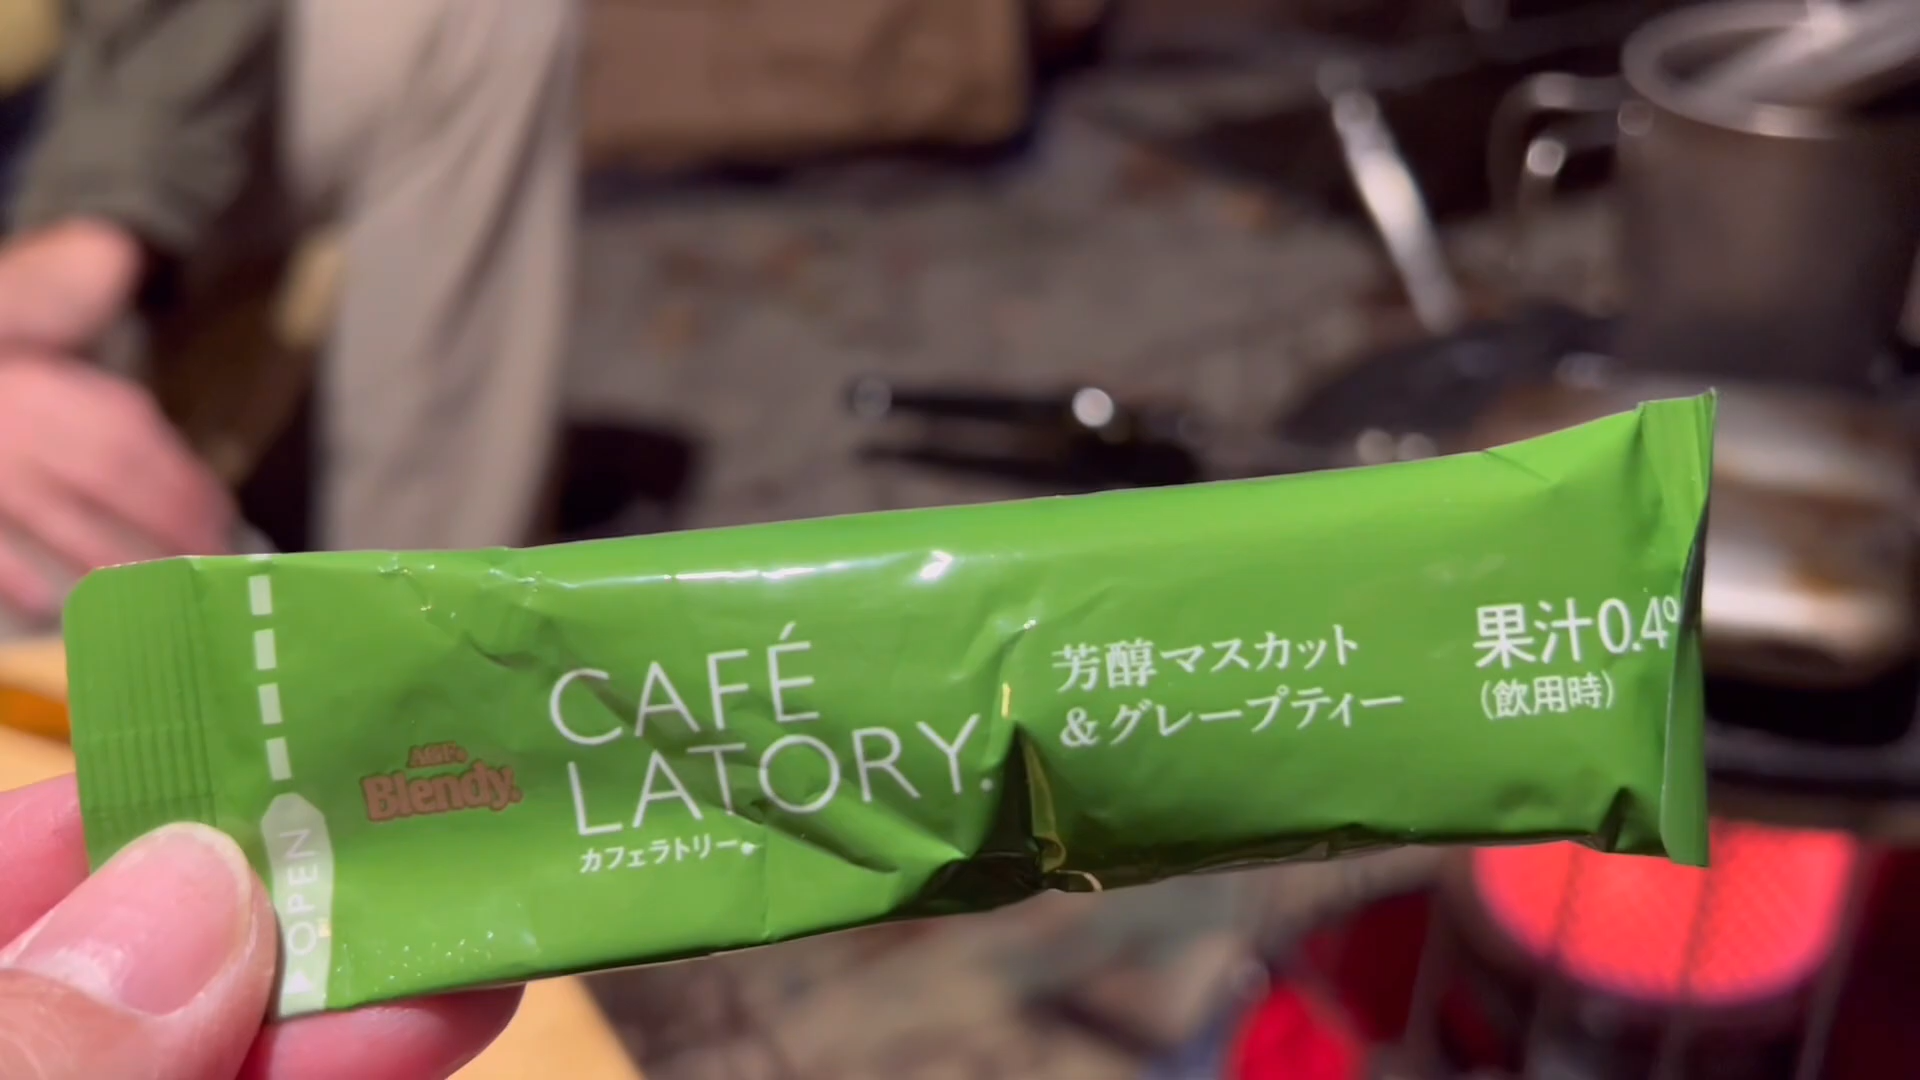 OPEN
AGF®
Blendy®
CAFÉ
LATORY.
カフェラトリー®
芳醇マスカット
&グレープティー
果汁0.4%
(飲用時)